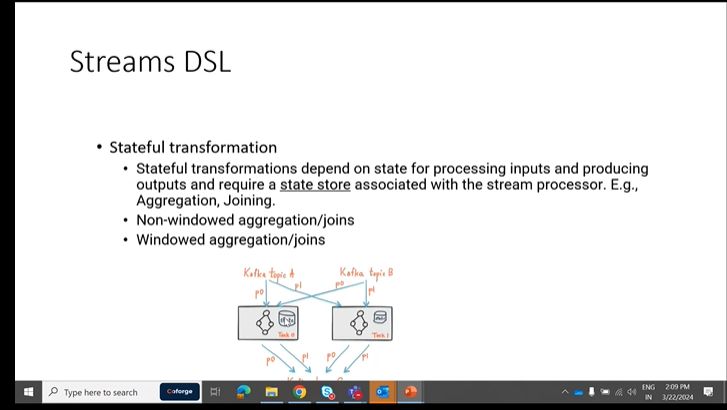 Streams DSL
• Stateful transformation
• Stateful transformations depend on state for processing inputs and producing
outputs and require a state store associated with the stream processor. E.g.,
Aggregation, Joining.
• Non-windowed aggregation/joins
• Windowed aggregation/joins
Kafka topic A Kafka topic B
p0 p1 p0 p1
Task 0 Task 1
p0 p1 p0 p1
Type here to search Coforge ENG 2:09 PM
IN 3/22/2024